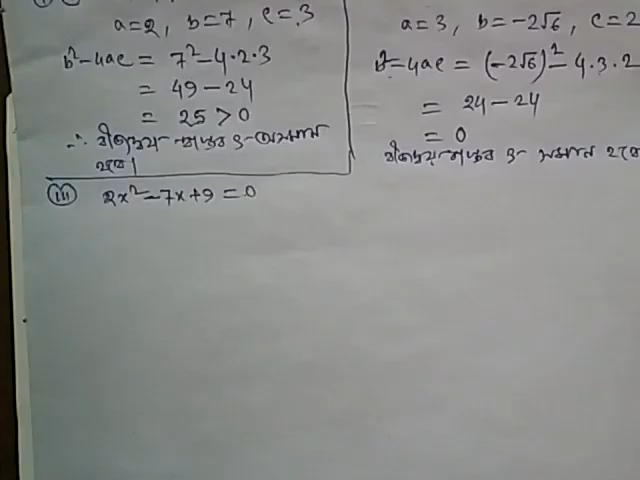 a=2, b=7, c=3
b²-4ac = 7²-4·2·3
= 49-24
= 25 > 0
∴ বীজদ্বয় বাস্তব ও অসমান
হবে।
a=3, b=-2√6, c=2
b²-4ac = (-2√6)²-4.3.2
= 24-24
= 0
বীজদ্বয় বাস্তব ও সমান হবে
(iii) 2x²-7x+9=0